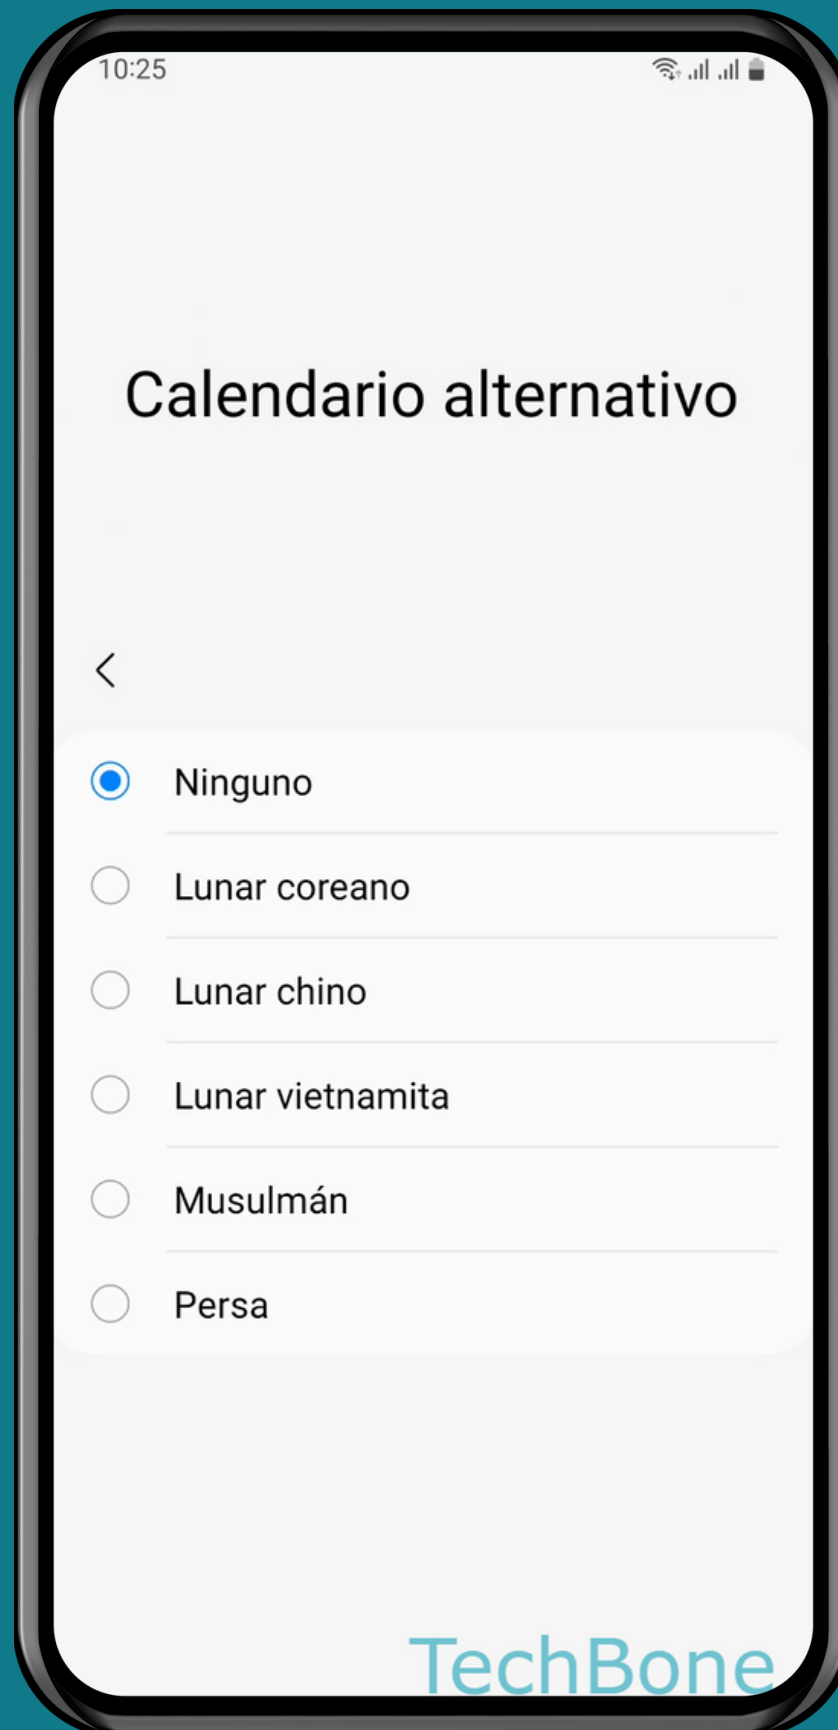 10:25
Calendario alternativo
Ninguno
Lunar coreano
Lunar chino
Lunar vietnamita
Musulmán
Persa
TechBone